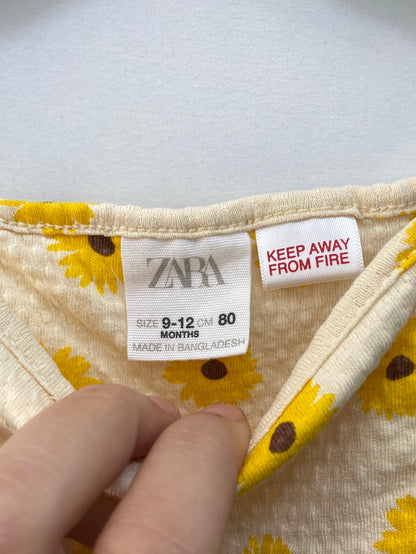 ZARA
SIZE 9-12 CM 80
MONTHS
MADE IN BANGLADESH
KEEP AWAY
FROM FIRE